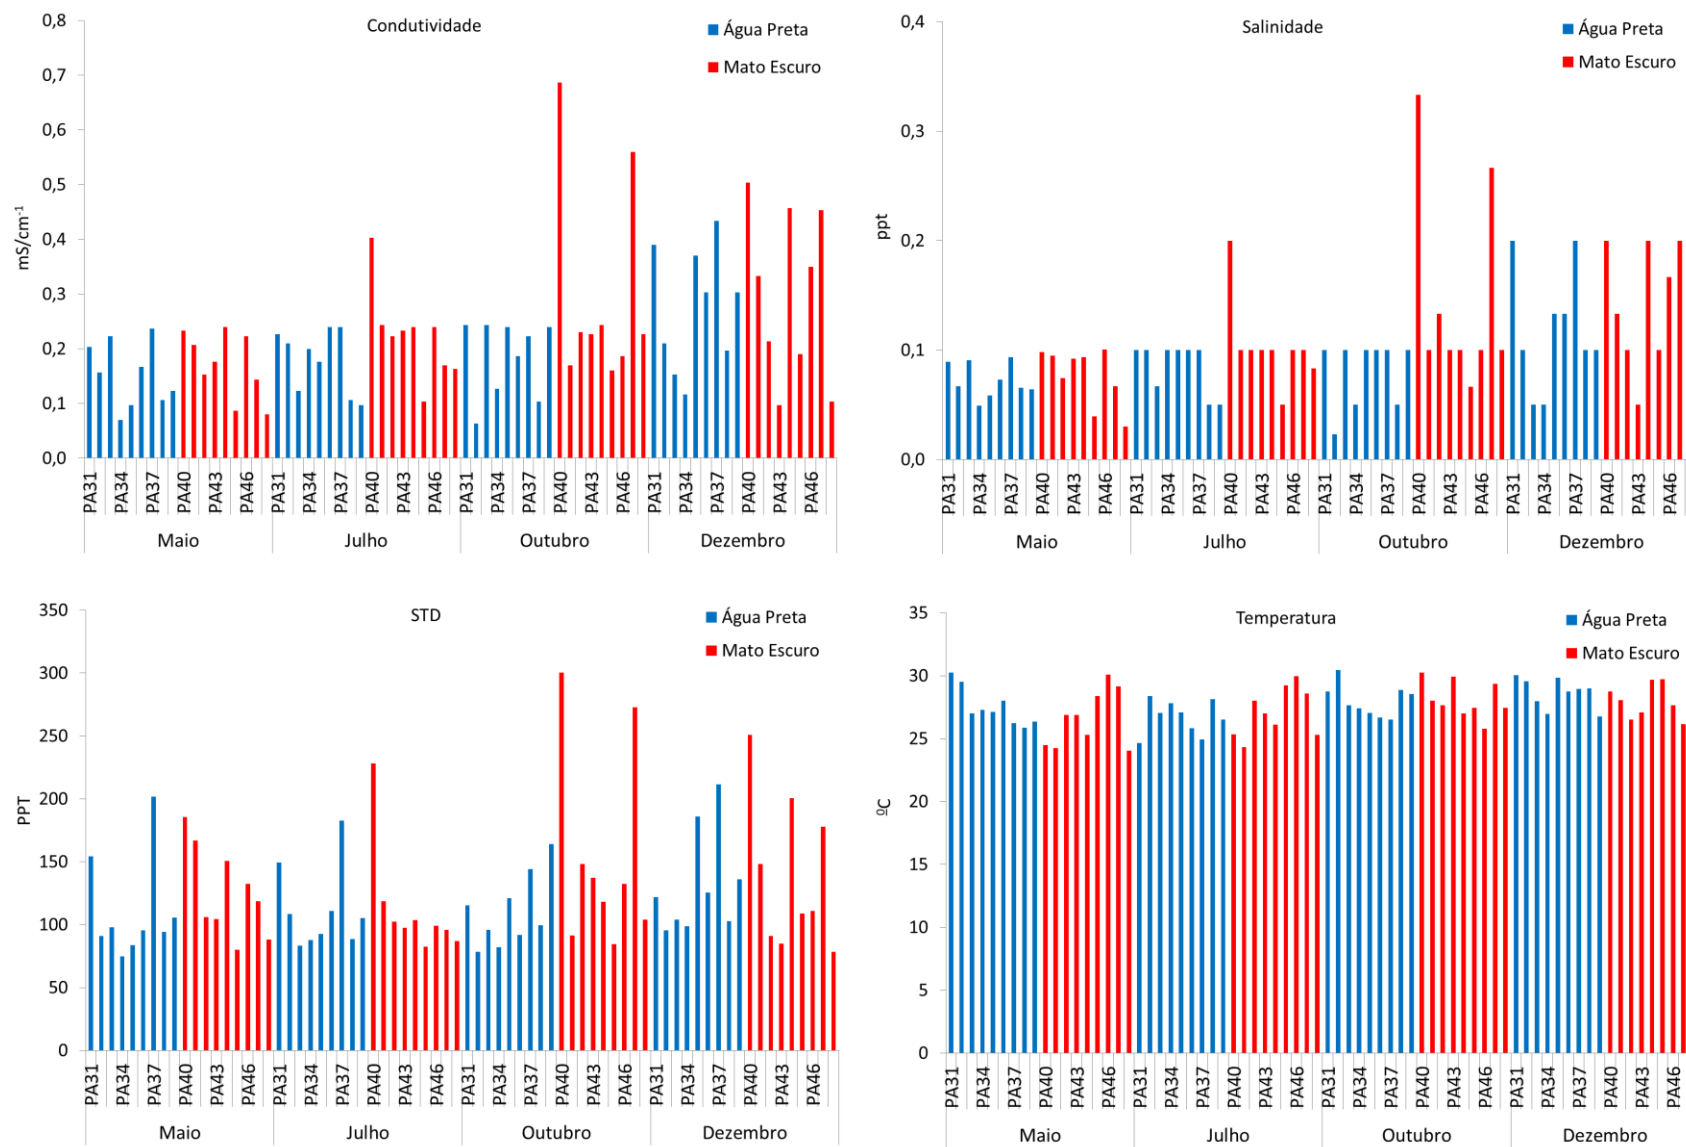 Condutividade
Água Preta
Mato Escuro
0,8
0,7
0,6
0,5
0,4
0,3
0,2
0,1
0,0
mS/cm⁻¹
PA31 PA34 PA37 PA40 PA43 PA46 PA31 PA34 PA37 PA40 PA43 PA46 PA31 PA34 PA37 PA40 PA43 PA46 PA31 PA34 PA37 PA40 PA43 PA46
Maio Julho Outubro Dezembro
Salinidade
Água Preta
Mato Escuro
0,4
0,3
0,2
0,1
0,0
ppt
PA31 PA34 PA37 PA40 PA43 PA46 PA31 PA34 PA37 PA40 PA43 PA46 PA31 PA34 PA37 PA40 PA43 PA46 PA31 PA34 PA37 PA40 PA43 PA46
Maio Julho Outubro Dezembro
STD
Água Preta
Mato Escuro
350
300
250
200
150
100
50
0
PPT
PA31 PA34 PA37 PA40 PA43 PA46 PA31 PA34 PA37 PA40 PA43 PA46 PA31 PA34 PA37 PA40 PA43 PA46 PA31 PA34 PA37 PA40 PA43 PA46
Maio Julho Outubro Dezembro
Temperatura
Água Preta
Mato Escuro
35
30
25
20
15
10
5
0
ºC
PA31 PA34 PA37 PA40 PA43 PA46 PA31 PA34 PA37 PA40 PA43 PA46 PA31 PA34 PA37 PA40 PA43 PA46 PA31 PA34 PA37 PA40 PA43 PA46
Maio Julho Outubro Dezembro